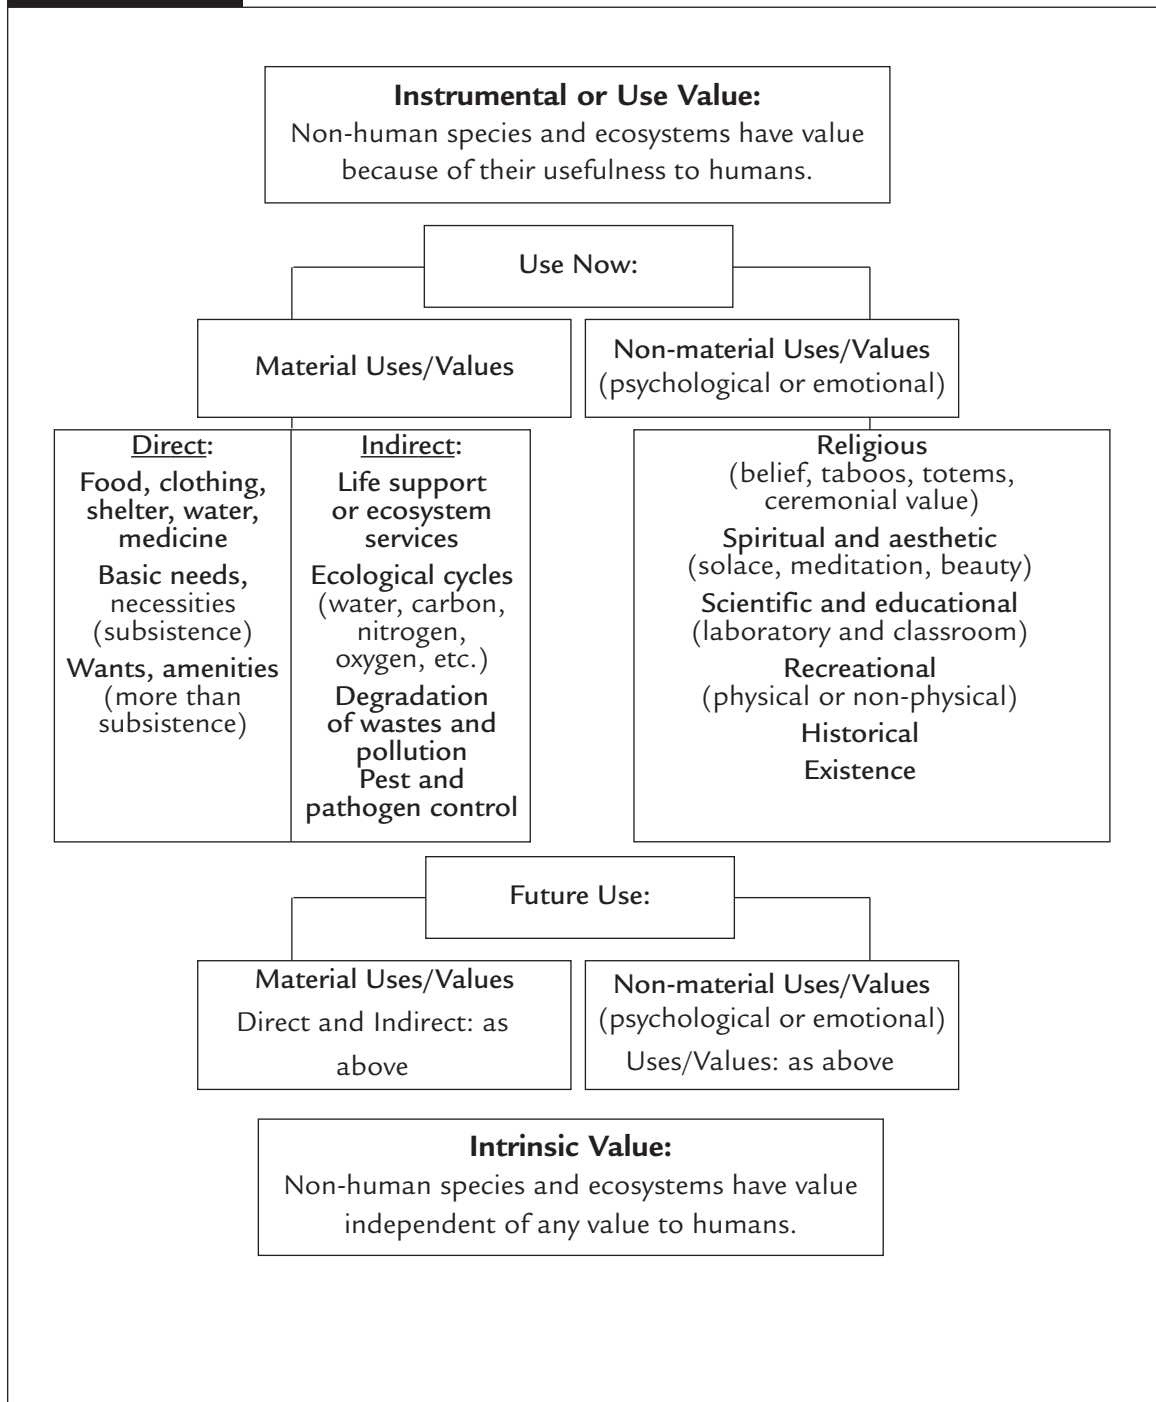 Instrumental or Use Value:
Non-human species and ecosystems have value
because of their usefulness to humans.
Use Now:
Material Uses/Values
Non-material Uses/Values
(psychological or emotional)
Direct:
Food, clothing,
shelter, water,
medicine
Basic needs,
necessities
(subsistence)
Wants, amenities
(more than
subsistence)
Indirect:
Life support
or ecosystem
services
Ecological cycles
(water, carbon,
nitrogen,
oxygen, etc.)
Degradation
of wastes and
pollution
Pest and
pathogen control
Religious
(belief, taboos, totems,
ceremonial value)
Spiritual and aesthetic
(solace, meditation, beauty)
Scientific and educational
(laboratory and classroom)
Recreational
(physical or non-physical)
Historical
Existence
Future Use:
Material Uses/Values
Direct and Indirect: as
above
Non-material Uses/Values
(psychological or emotional)
Uses/Values: as above
Intrinsic Value:
Non-human species and ecosystems have value
independent of any value to humans.